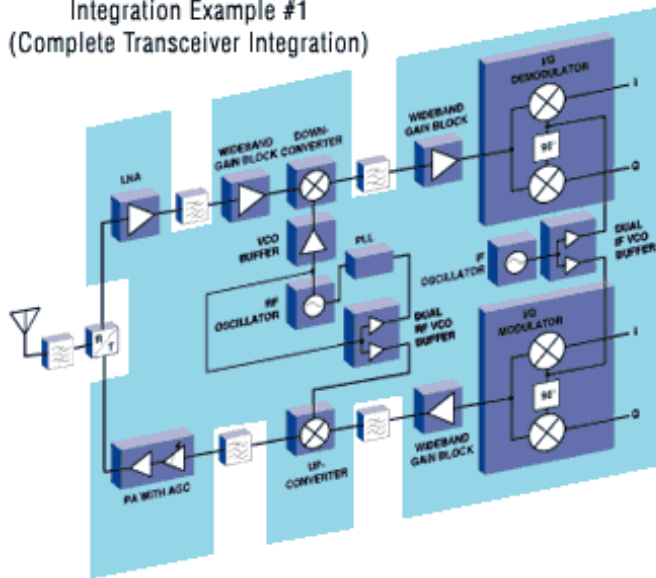 Integration Example #1
(Complete Transceiver Integration)
I/Q
DEMODULATOR
I
90°
Q
WIDEBAND
GAIN BLOCK
DOWN-
CONVERTER
WIDEBAND
GAIN BLOCK
LNA
VCO
BUFFER
PLL
RF
OSCILLATOR
DUAL
RF VCO
BUFFER
IF
OSCILLATOR
DUAL
IF VCO
BUFFER
R
T
I/Q
MODULATOR
I
90°
Q
WIDEBAND
GAIN BLOCK
UP-
CONVERTER
PA WITH AGC